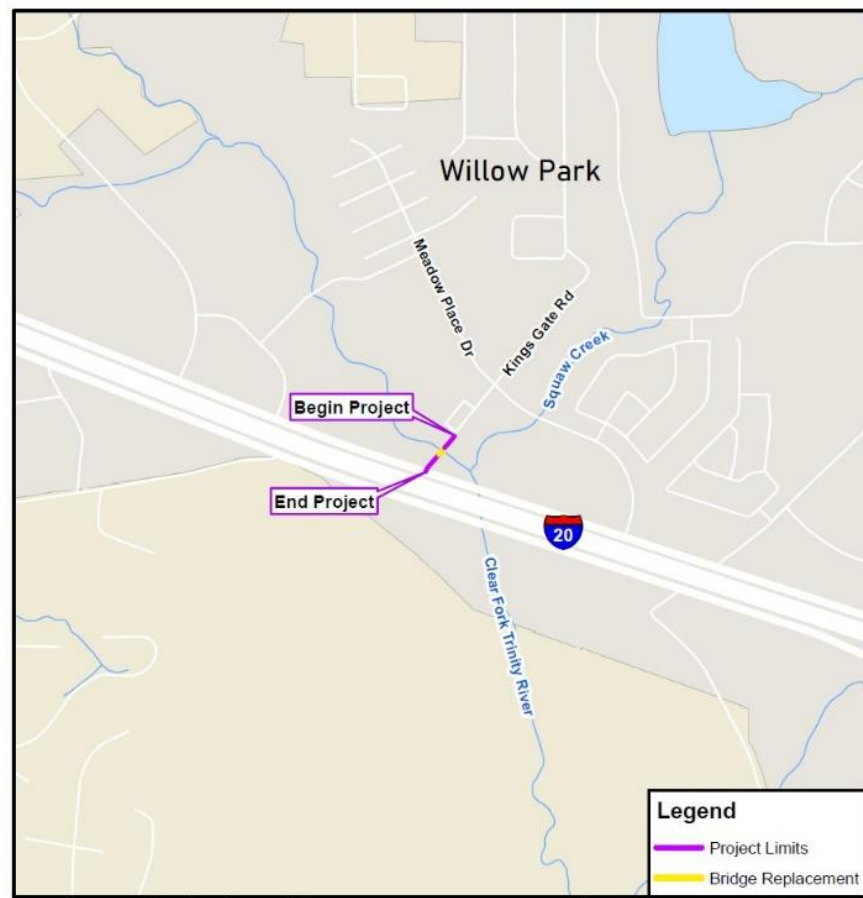 Willow Park
Meadow Place Dr
Kings Gate Rd
Squaw Creek
Begin Project
End Project
20
Clear Fork Trinity River
Legend
Project Limits
Bridge Replacement